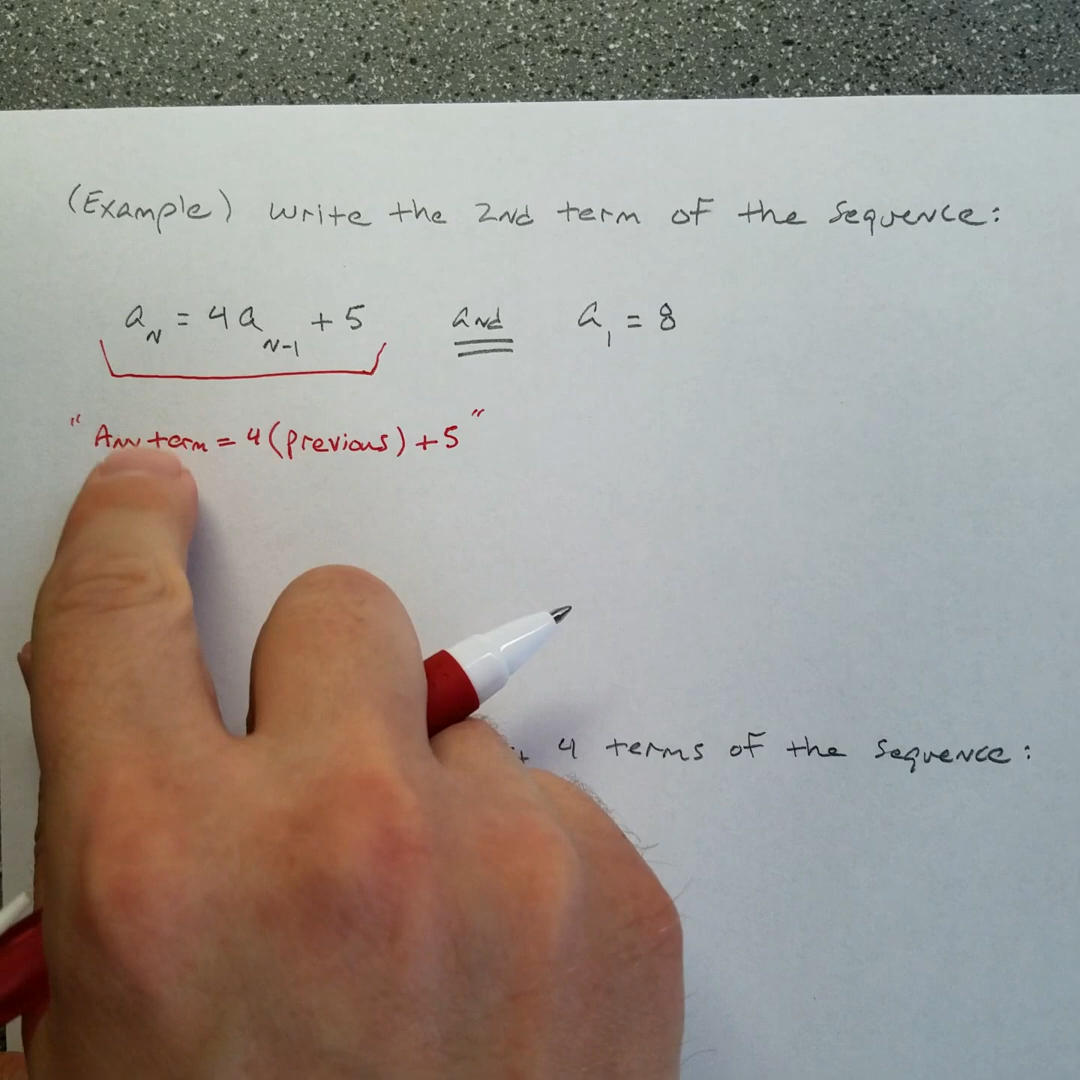 (Example) Write the 2nd term of the sequence:
a_N = 4a_{N-1} + 5 and a_1 = 8
"Any term = 4(previous) + 5"
4 terms of the sequence: